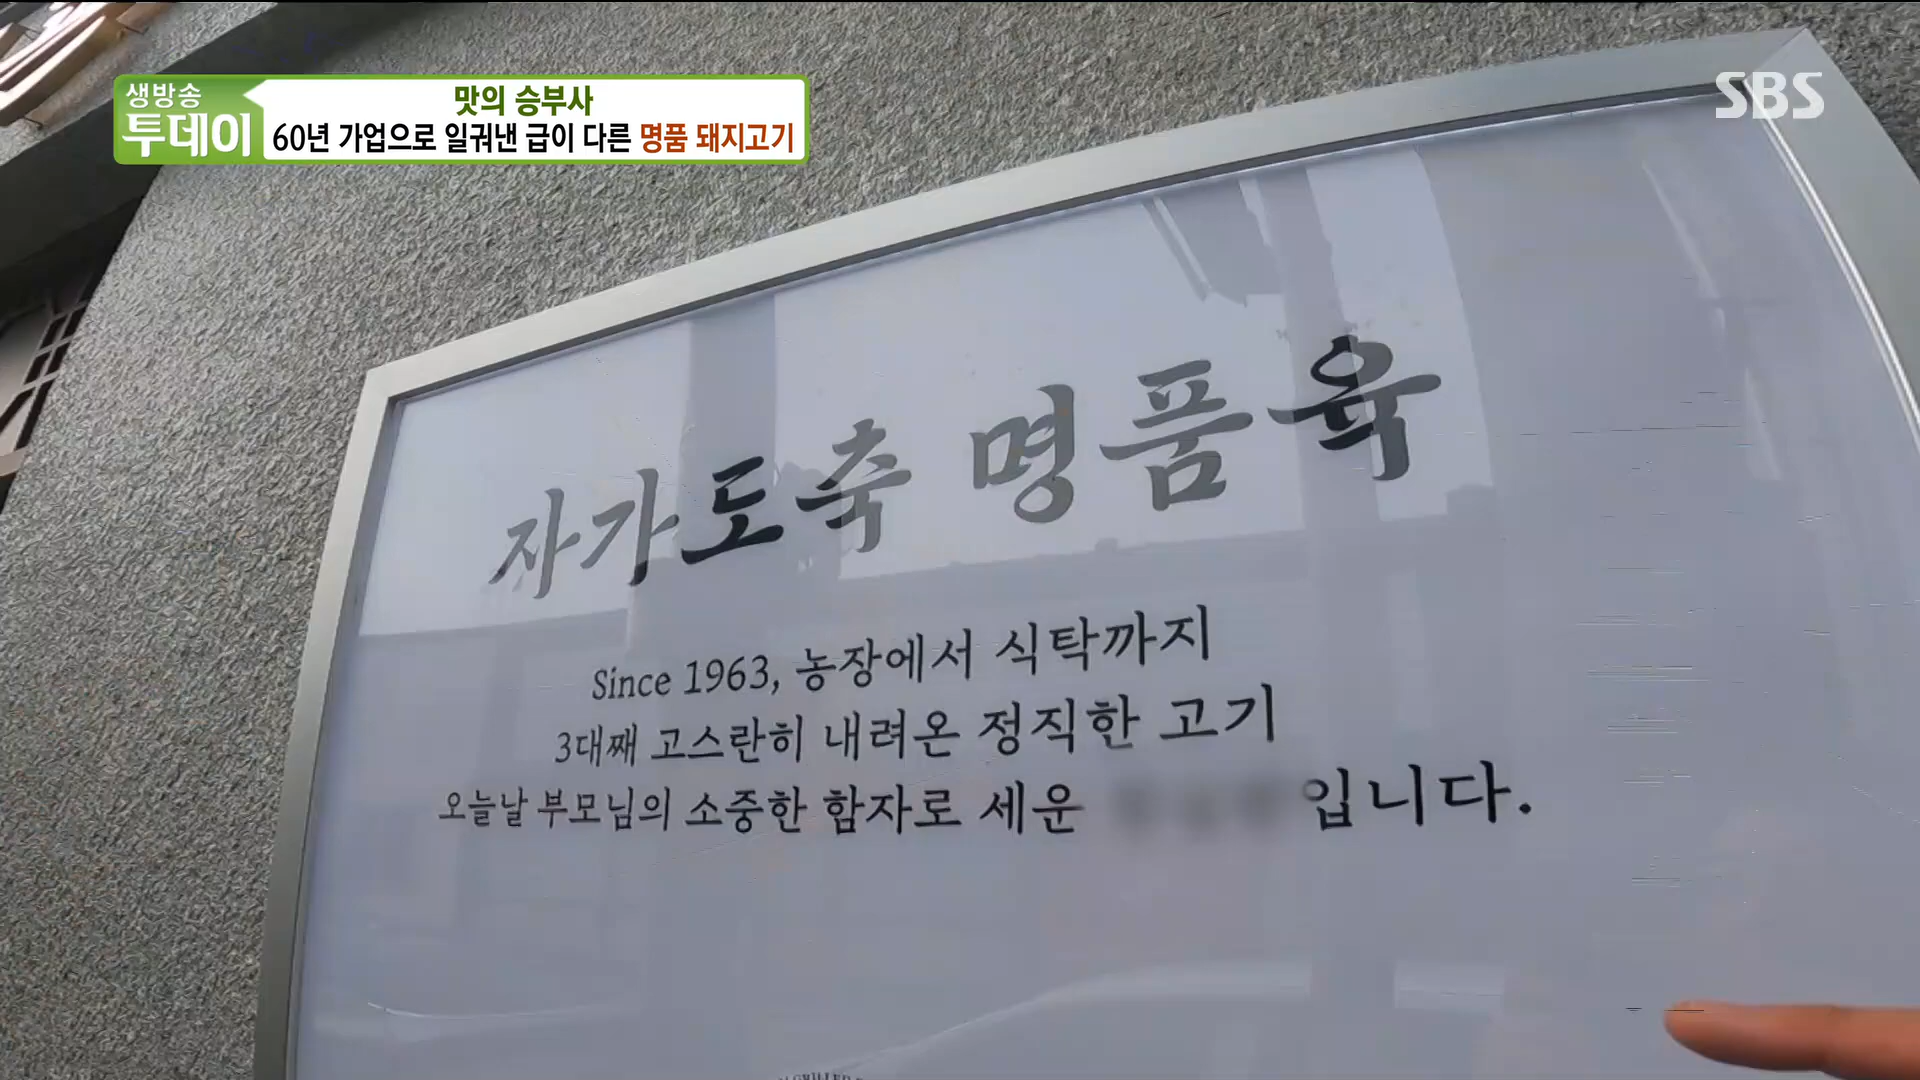 생방송
투데이
맛의 승부사
60년 가업으로 일궈낸 급이 다른 명품 돼지고기
SBS
자가도축 명품육
Since 1963, 농장에서 식탁까지
3대째 고스란히 내려온 정직한 고기
오늘날 부모님의 소중한 함자로 세운 입니다.